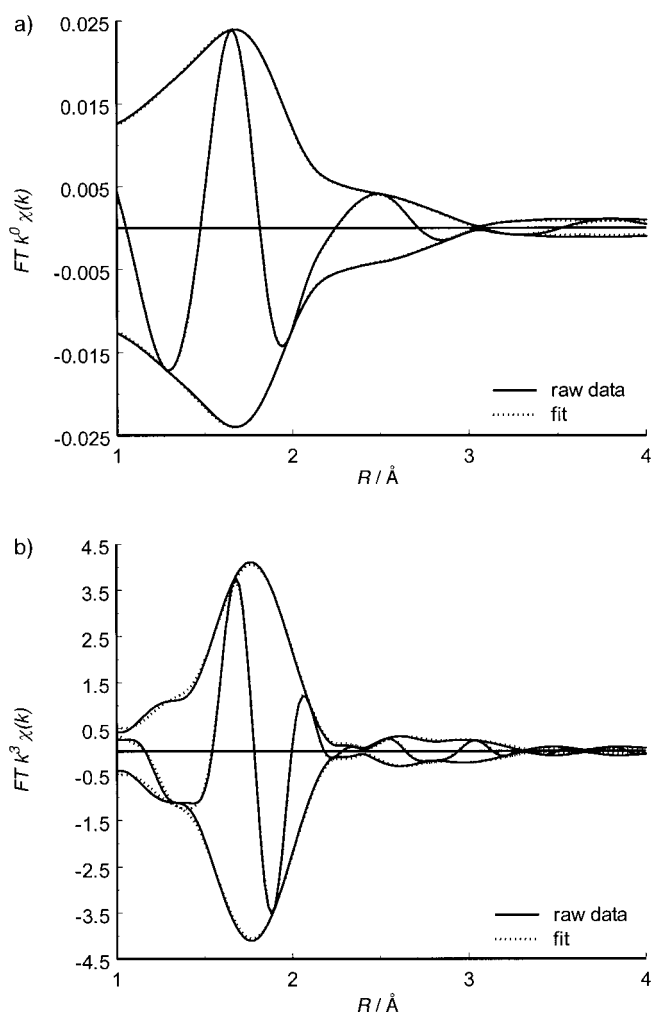 a)
0.025
0.015
0.005
-0.005
-0.015
-0.025
FT k⁰ χ(k)
raw data
fit
1 2 3 4
R / Å
b)
4.5
3.5
2.5
1.5
0.5
-0.5
-1.5
-2.5
-3.5
-4.5
FT k³ χ(k)
raw data
fit
1 2 3 4
R / Å